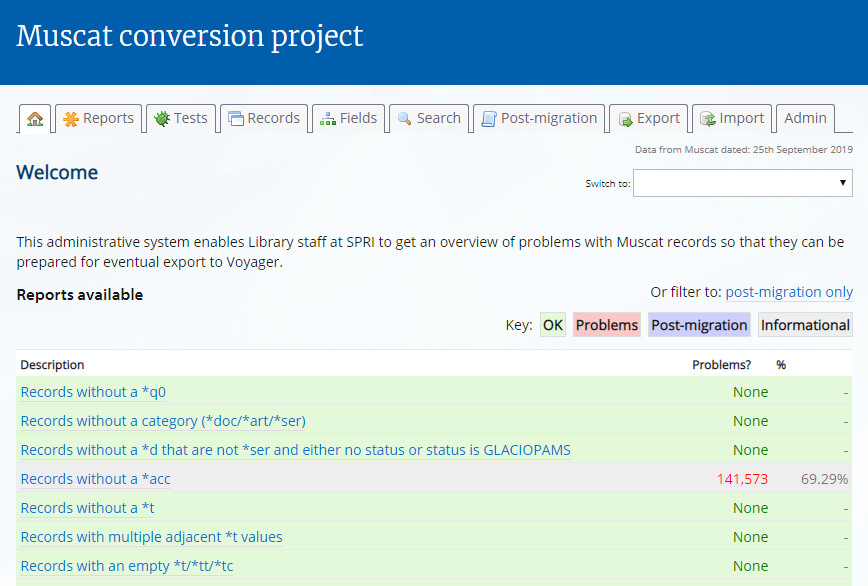 Muscat conversion project
Reports Tests Records Fields Search Post-migration Export Import Admin
Data from Muscat dated: 25th September 2019
Welcome
Switch to:
This administrative system enables Library staff at SPRI to get an overview of problems with Muscat records so that they can be
prepared for eventual export to Voyager.
Reports available
Or filter to: post-migration only
Key: OK Problems Post-migration Informational
Description Problems? %
Records without a *q0 None -
Records without a category (*doc/*art/*ser) None -
Records without a *d that are not *ser and either no status or status is GLACIOPAMS None -
Records without a *acc 141,573 69.29%
Records without a *t None -
Records with multiple adjacent *t values None -
Records with an empty *t/*tt/*tc None -